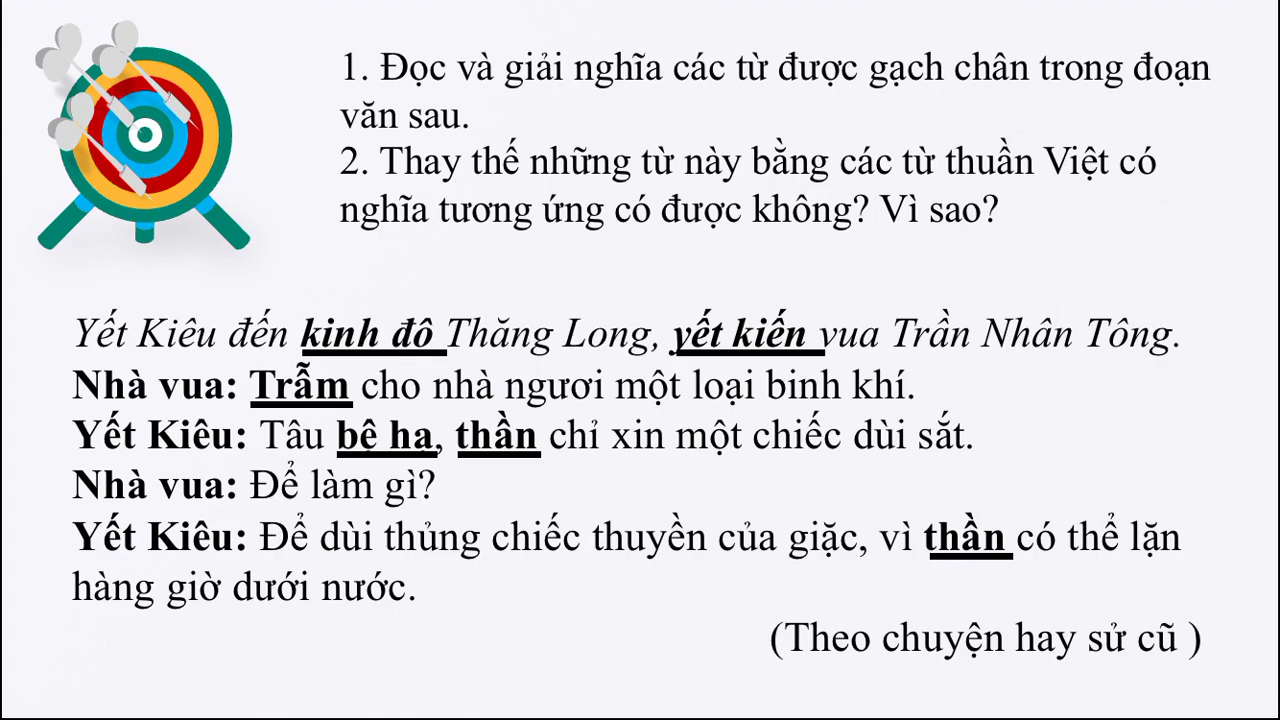 1. Đọc và giải nghĩa các từ được gạch chân trong đoạn
văn sau.
2. Thay thế những từ này bằng các từ thuần Việt có
nghĩa tương ứng có được không? Vì sao?
Yết Kiêu đến kinh đô Thăng Long, yết kiến vua Trần Nhân Tông.
Nhà vua: Trẫm cho nhà ngươi một loại binh khí.
Yết Kiêu: Tâu bệ hạ, thần chỉ xin một chiếc dùi sắt.
Nhà vua: Để làm gì?
Yết Kiêu: Để dùi thủng chiếc thuyền của giặc, vì thần có thể lặn
hàng giờ dưới nước.
(Theo chuyện hay sử cũ )